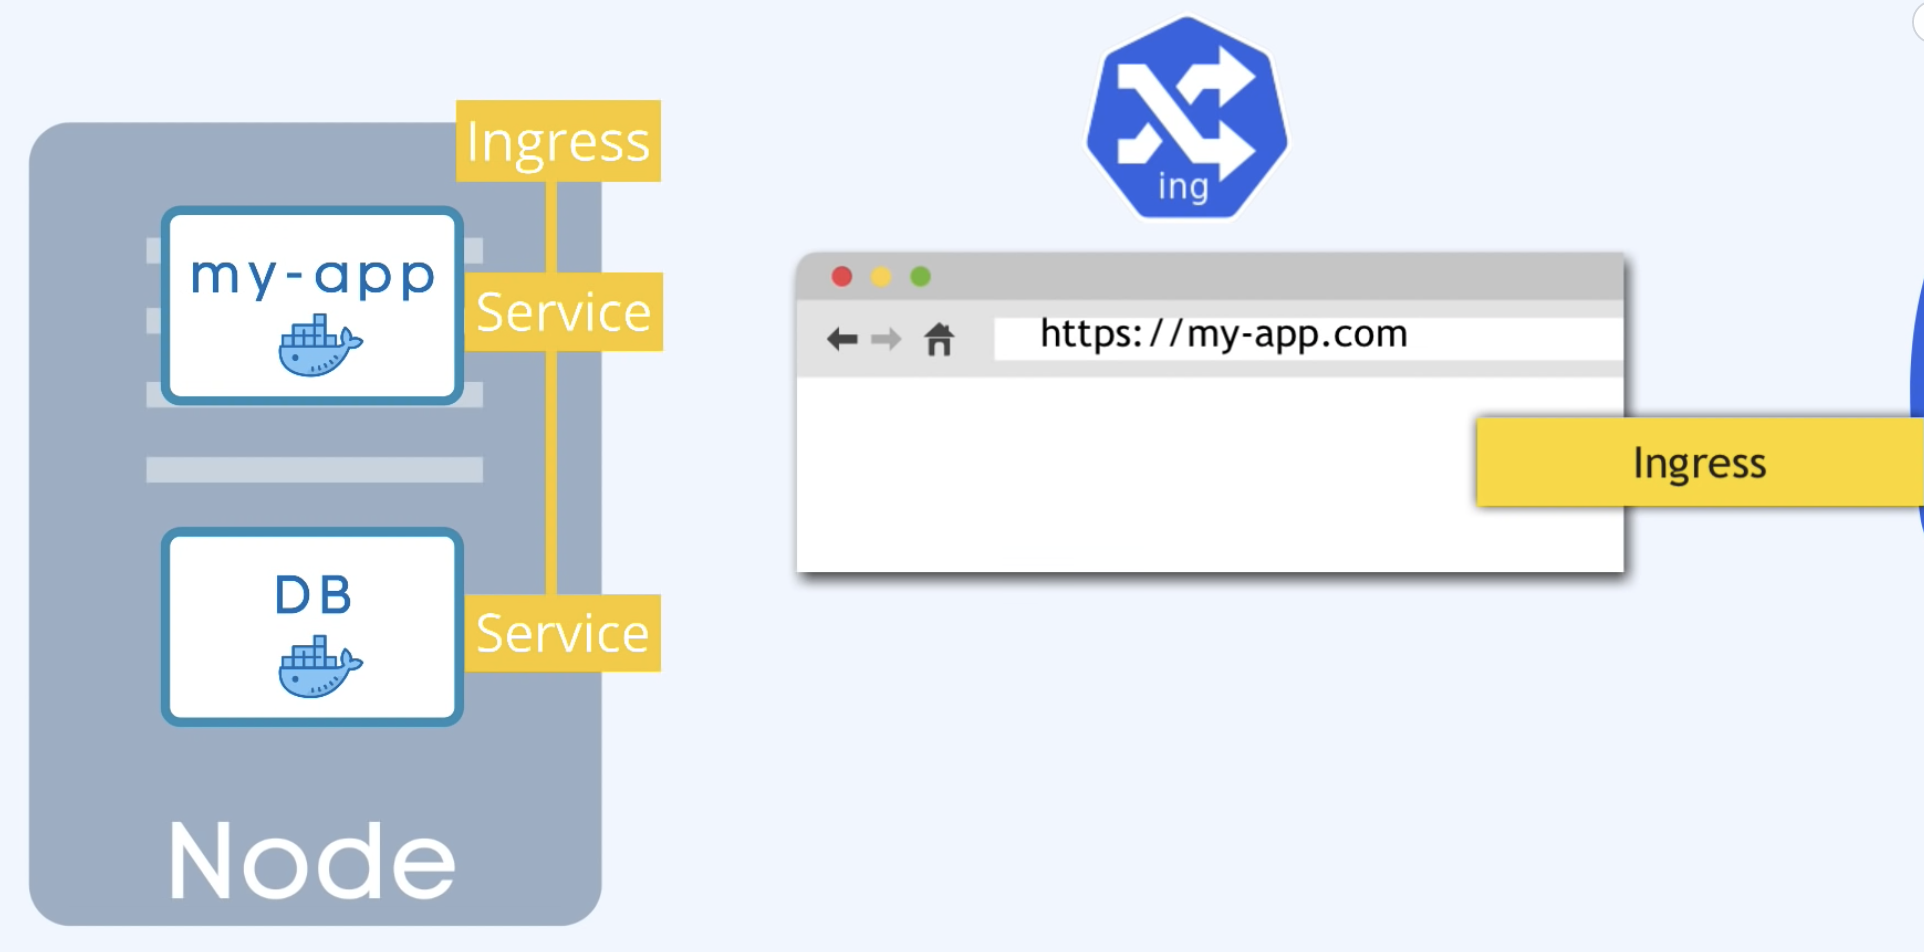 Ingress
my-app
Service
DB
Service
Node
ing
https://my-app.com
Ingress